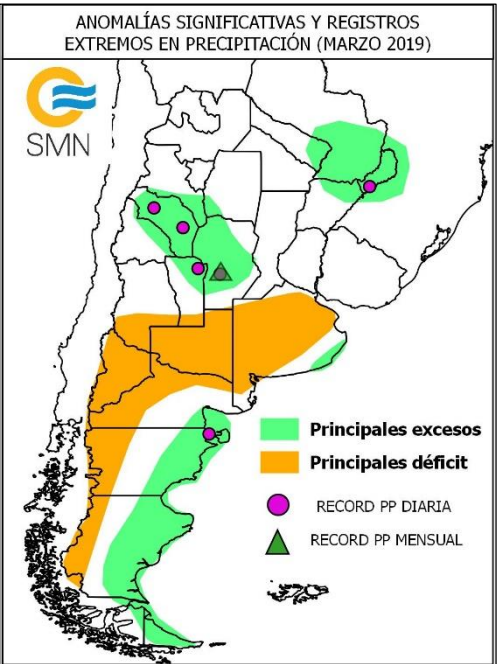 ANOMALÍAS SIGNIFICATIVAS Y REGISTROS
EXTREMOS EN PRECIPITACIÓN (MARZO 2019)
SMN
Principales excesos
Principales déficit
RECORD PP DIARIA
RECORD PP MENSUAL